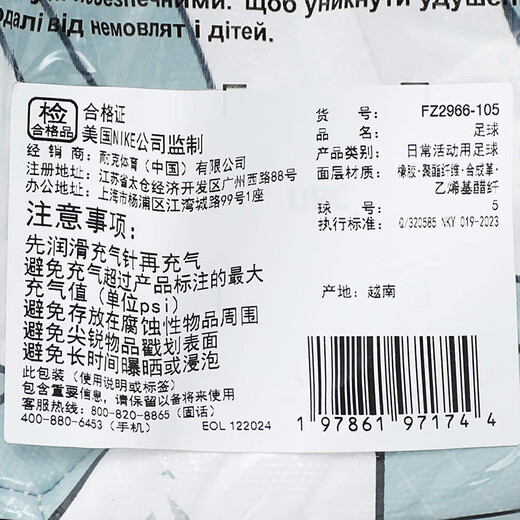 небезпечними. Щоб уникнути удушен
одалі від немовлят і дітей.
检
合格品
合格证
美国NIKE公司监制
经 销 商: 耐克体育（中国）有限公司
注册地址: 江苏省太仓经济开发区广州西路88号
办公地址: 上海市杨浦区江湾城路99号1座
注意事项:
先润滑充气针再充气
避免充气超过产品标注的最大
充气值（单位psi）
避免存放在腐蚀性物品周围
避免尖锐物品戳划表面
避免长时间曝晒或浸泡
此包装（使用说明或标签）
包含重要信息，请保留以备将来使用
客服热线: 800-820-8865（固话）
400-880-6453（手机）
EOL 122024
货 号: FZ2966-105
品 名: 足球
产品类别: 日常活动用足球
面层材质: 橡胶·聚酯纤维·合成革·
乙烯基醋纤
球 号: 5
执行标准: Q/320585 NKY 019-2023
产地: 越南
1 97861 97174 4